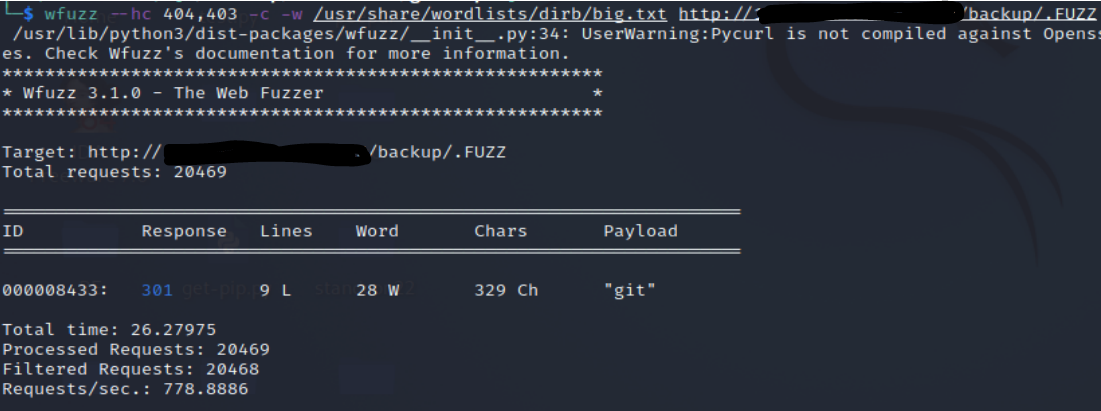 └─$ wfuzz --hc 404,403 -c -w /usr/share/wordlists/dirb/big.txt http:// /backup/.FUZZ
/usr/lib/python3/dist-packages/wfuzz/__init__.py:34: UserWarning:Pycurl is not compiled against Openss
es. Check Wfuzz's documentation for more information.
********************************************************
* Wfuzz 3.1.0 - The Web Fuzzer                         *
********************************************************
Target: http:// /backup/.FUZZ
Total requests: 20469
=====================================================================
ID           Response   Lines    Word       Chars       Payload
=====================================================================
000008433:   301        9 L      28 W       329 Ch      "git"
Total time: 26.27975
Processed Requests: 20469
Filtered Requests: 20468
Requests/sec.: 778.8886